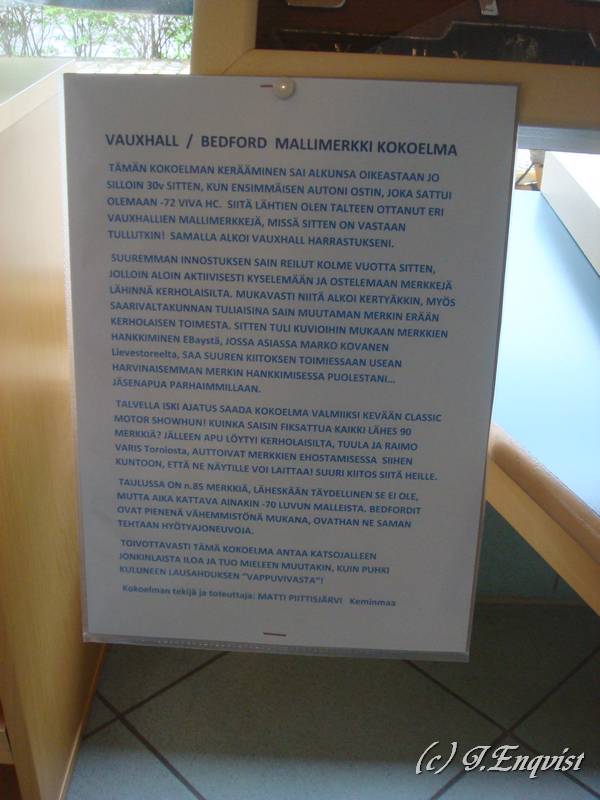 VAUXHALL / BEDFORD MALLIMERKKI KOKOELMA
TÄMÄN KOKOELMAN KERÄÄMINEN SAI ALKUNSA OIKEASTAAN JO
SILLOIN 30v SITTEN, KUN ENSIMMÄISEN AUTONI OSTIN, JOKA SATTUI
OLEMAAN -72 VIVA HC. SIITÄ LÄHTIEN OLEN TALTEEN OTTANUT ERI
VAUXHALLIEN MALLIMERKKEJÄ, MISSÄ SITTEN ON VASTAAN
TULLUTKIN! SAMALLA ALKOI VAUXHALL HARRASTUKSENI.
SUUREMMAN INNOSTUKSEN SAIN REILUT KOLME VUOTTA SITTEN,
JOLLOIN ALOIN AKTIIVISESTI KYSELEMÄÄN JA OSTELEMAAN MERKKEJÄ
LÄHINNÄ KERHOLAISILTA. MUKAVASTI NIITÄ ALKOI KERTYÄKKIN, MYÖS
SAARIVALTAKUNNAN TULIAISINA SAIN MUUTAMAN MERKIN ERÄÄN
KERHOLAISEN TOIMESTA. SITTEN TULI KUVIOIHIN MUKAAN MERKKIEN
HANKKIMINEN EBaystä, JOSSA ASIASSA MARKO KOVANEN
Lievestoreelta, SAA SUUREN KIITOKSEN TOIMIESSAAN USEAN
HARVINAISEMMAN MERKIN HANKKIMISESSA PUOLESTANI...
JÄSENAPUA PARHAIMMILLAAN.
TALVELLA ISKI AJATUS SAADA KOKOELMA VALMIIKSI KEVÄÄN CLASSIC
MOTOR SHOWHUN! KUINKA SAISIN FIKSATTUA KAIKKI LÄHES 90
MERKKIÄ? JÄLLEEN APU LÖYTYI KERHOLAISILTA, TUULA JA RAIMO
VARIS Torniosta, AUTTOIVAT MERKKIEN EHOSTAMISESSA SIIHEN
KUNTOON, ETTÄ NE NÄYTILLE VOI LAITTAA! SUURI KIITOS SIITÄ HEILLE.
TAULUSSA ON n.85 MERKKIÄ, LÄHESKÄÄN TÄYDELLINEN SE EI OLE,
MUTTA AIKA KATTAVA AINAKIN -70 LUVUN MALLEISTA. BEDFORDIT
OVAT PIENENÄ VÄHEMMISTÖNÄ MUKANA, OVATHAN NE SAMAN
TEHTAAN HYÖTYAJONEUVOJA.
TOIVOTTAVASTI TÄMÄ KOKOELMA ANTAA KATSOJALLEEN
JONKINLAISTA ILOA JA TUO MIELEEN MUUTAKIN, KUIN PUHKI
KULUNEEN LAUSAHDUKSEN "VAPPUVIVASTA"!
Kokoelman tekijä ja toteuttaja: MATTI PIITTISJÄRVI Keminmaa
(c) T.Enqvist